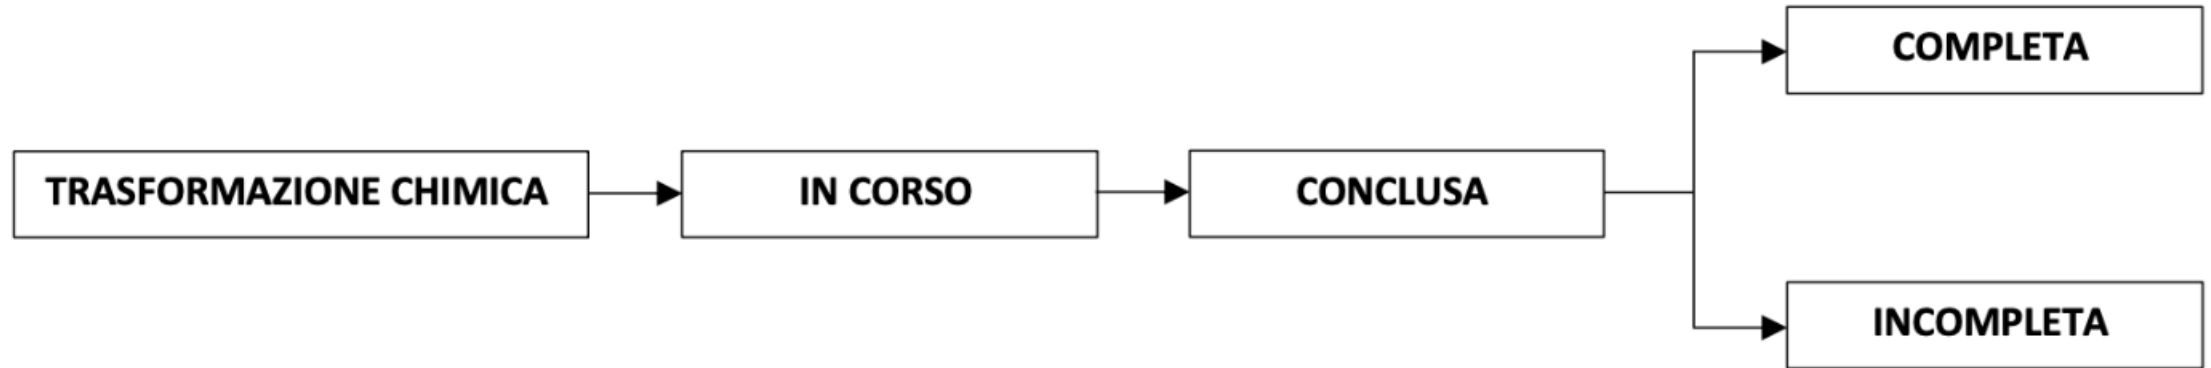 TRASFORMAZIONE CHIMICA
IN CORSO
CONCLUSA
COMPLETA
INCOMPLETA